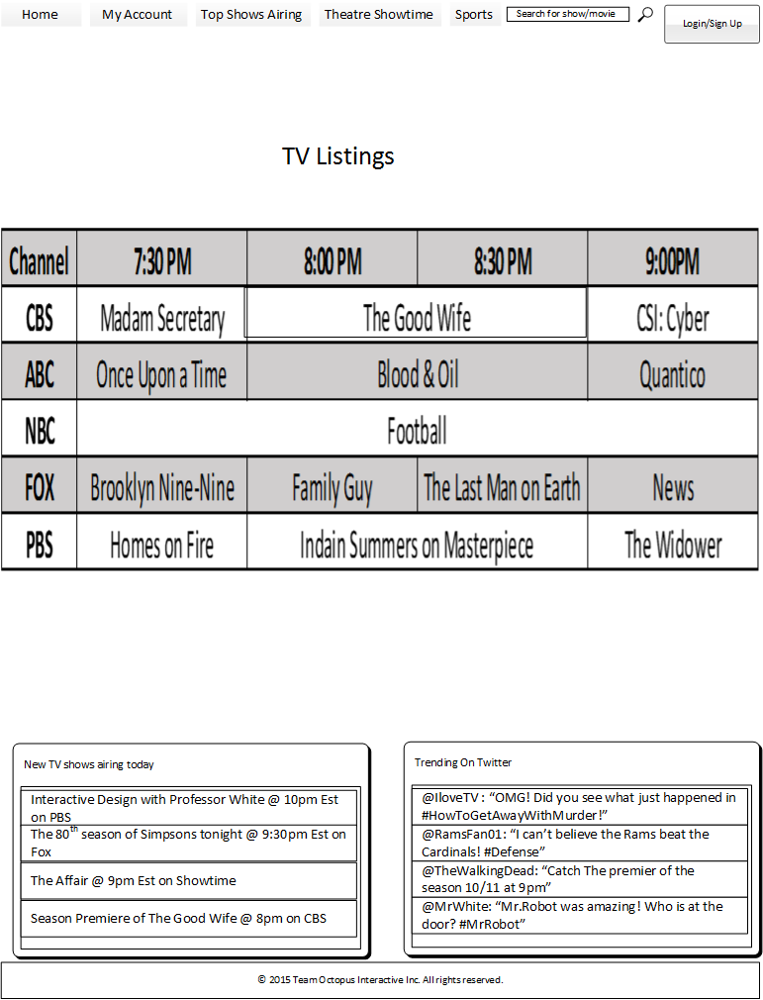 Home My Account Top Shows Airing Theatre Showtime Sports Search for show/movie Login/Sign Up
TV Listings
Channel 7:30 PM 8:00 PM 8:30 PM 9:00PM
CBS Madam Secretary The Good Wife CSI: Cyber
ABC Once Upon a Time Blood & Oil Quantico
NBC Football
FOX Brooklyn Nine-Nine Family Guy The Last Man on Earth News
PBS Homes on Fire Indain Summers on Masterpiece The Widower
New TV shows airing today
Interactive Design with Professor White @ 10pm Est
on PBS
The 80th season of Simpsons tonight @ 9:30pm Est on
Fox
The Affair @ 9pm Est on Showtime
Season Premiere of The Good Wife @ 8pm on CBS
Trending On Twitter
@IloveTV : “OMG! Did you see what just happened in
#HowToGetAwayWithMurder!”
@RamsFan01: “I can’t believe the Rams beat the
Cardinals! #Defense”
@TheWalkingDead: “Catch The premier of the
season 10/11 at 9pm”
@MrWhite: “Mr.Robot was amazing! Who is at the
door? #MrRobot”
© 2015 Team Octopus Interactive Inc. All rights reserved.